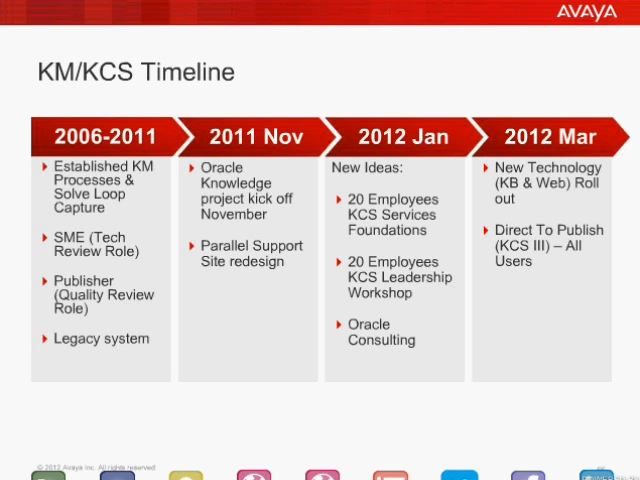 AVAYA
KM/KCS Timeline
2006-2011
Established KM
Processes &
Solve Loop
Capture
SME (Tech
Review Role)
Publisher
(Quality Review
Role)
Legacy system
2011 Nov
Oracle
Knowledge
project kick off
November
Parallel Support
Site redesign
2012 Jan
New Ideas:
20 Employees
KCS Services
Foundations
20 Employees
KCS Leadership
Workshop
Oracle
Consulting
2012 Mar
New Technology
(KB & Web) Roll
out
Direct To Publish
(KCS III) – All
Users
© 2012 Avaya Inc. All rights reserved